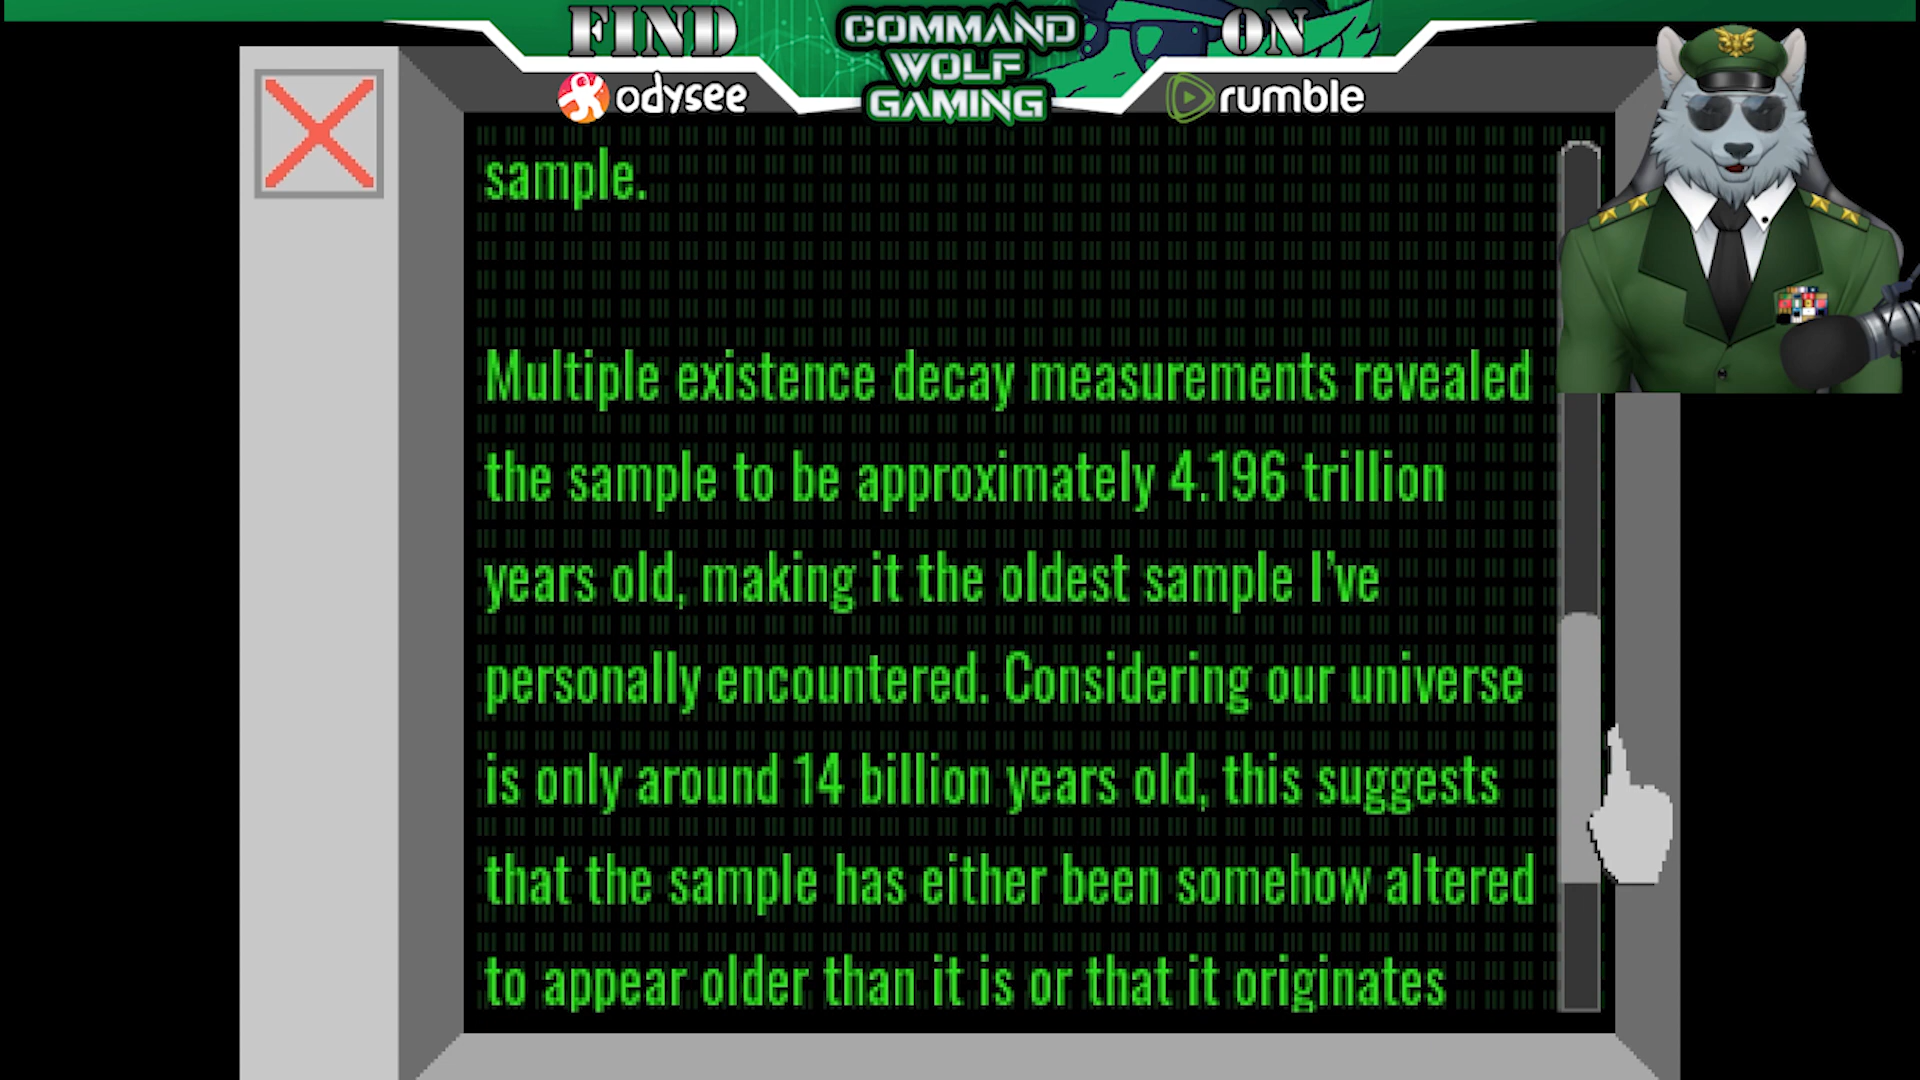 FIND
COMMAND
WOLF
GAMING
ON
odysee
rumble
sample.
Multiple existence decay measurements revealed
the sample to be approximately 4.196 trillion
years old, making it the oldest sample I've
personally encountered. Considering our universe
is only around 14 billion years old, this suggests
that the sample has either been somehow altered
to appear older than it is or that it originates